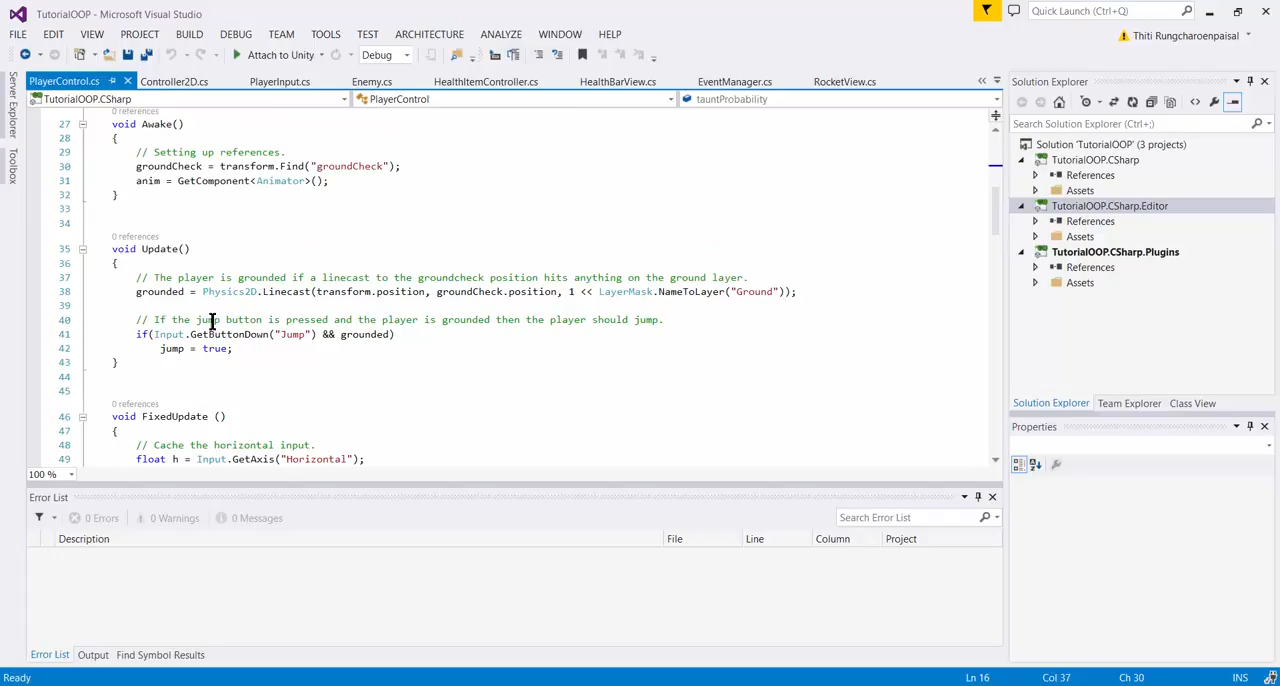 TutorialOOP - Microsoft Visual Studio
Quick Launch (Ctrl+Q)
FILE EDIT VIEW PROJECT BUILD DEBUG TEAM TOOLS TEST ARCHITECTURE ANALYZE WINDOW HELP
Thiti Rungcharoenpaisal
Attach to Unity Debug
Server Explorer
Toolbox
PlayerControl.cs Controller2D.cs PlayerInput.cs Enemy.cs HealthItemController.cs HealthBarView.cs EventManager.cs RocketView.cs
TutorialOOP.CSharp PlayerControl tauntProbability
0 references
27 void Awake()
28 {
29 // Setting up references.
30 groundCheck = transform.Find("groundCheck");
31 anim = GetComponent<Animator>();
32 }
33
34
0 references
35 void Update()
36 {
37 // The player is grounded if a linecast to the groundcheck position hits anything on the ground layer.
38 grounded = Physics2D.Linecast(transform.position, groundCheck.position, 1 << LayerMask.NameToLayer("Ground"));
39
40 // If the jump button is pressed and the player is grounded then the player should jump.
41 if(Input.GetButtonDown("Jump") && grounded)
42 jump = true;
43 }
44
45
0 references
46 void FixedUpdate ()
47 {
48 // Cache the horizontal input.
49 float h = Input.GetAxis("Horizontal");
100 %
Solution Explorer
Search Solution Explorer (Ctrl+;)
Solution 'TutorialOOP' (3 projects)
TutorialOOP.CSharp
References
Assets
TutorialOOP.CSharp.Editor
References
Assets
TutorialOOP.CSharp.Plugins
References
Assets
Solution Explorer Team Explorer Class View
Properties
Error List
0 Errors 0 Warnings 0 Messages
Search Error List
Description File Line Column Project
Error List Output Find Symbol Results
Ready Ln 16 Col 37 Ch 30 INS